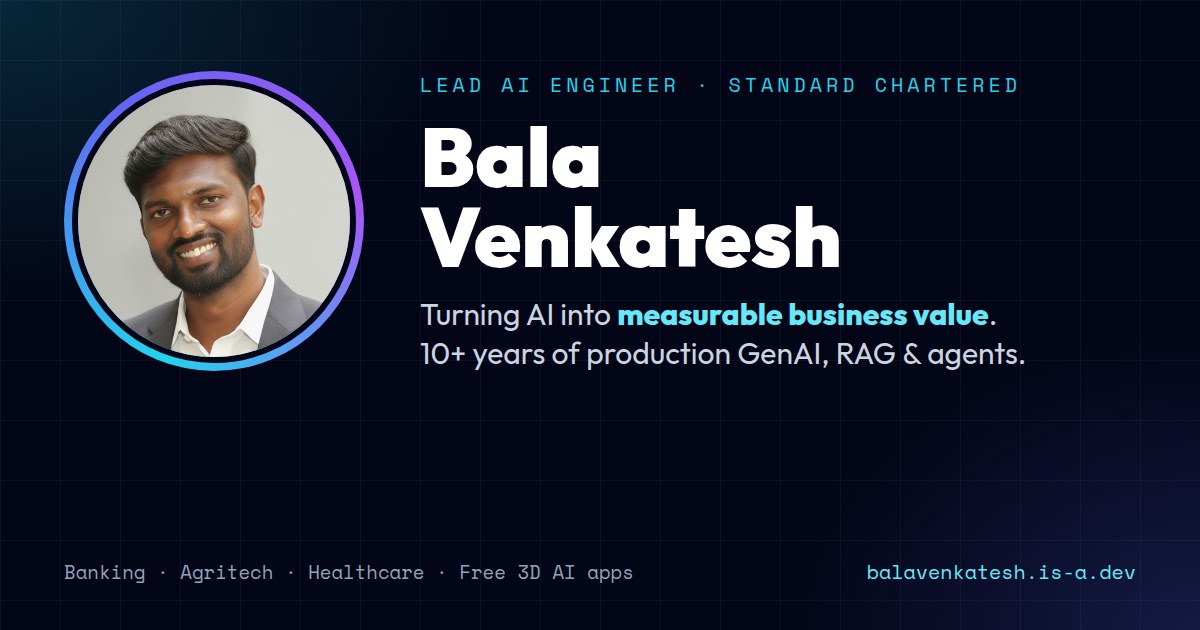 LEAD AI ENGINEER · STANDARD CHARTERED
Bala
Venkatesh
Turning AI into measurable business value.
10+ years of production GenAI, RAG & agents.
Banking · Agritech · Healthcare · Free 3D AI apps
balavenkatesh.is-a.dev